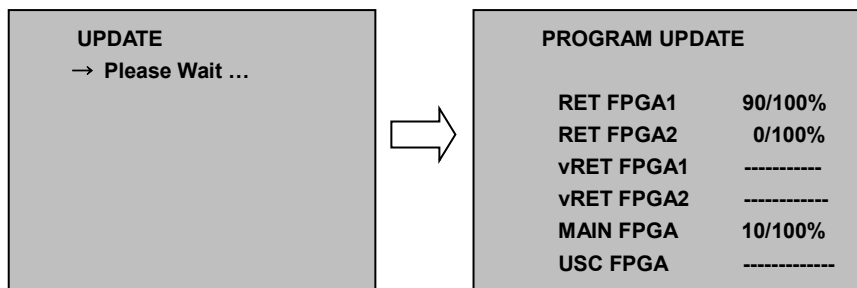 UPDATE
→ Please Wait …
PROGRAM UPDATE
RET FPGA1 90/100%
RET FPGA2 0/100%
vRET FPGA1 -----------
vRET FPGA2 ------------
MAIN FPGA 10/100%
USC FPGA -------------